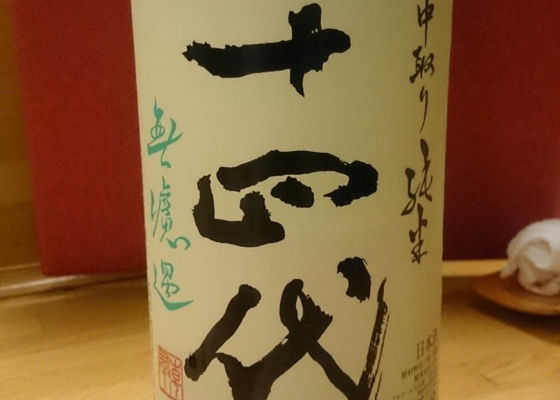 中取り純米
十四代
無濾過
日本酒